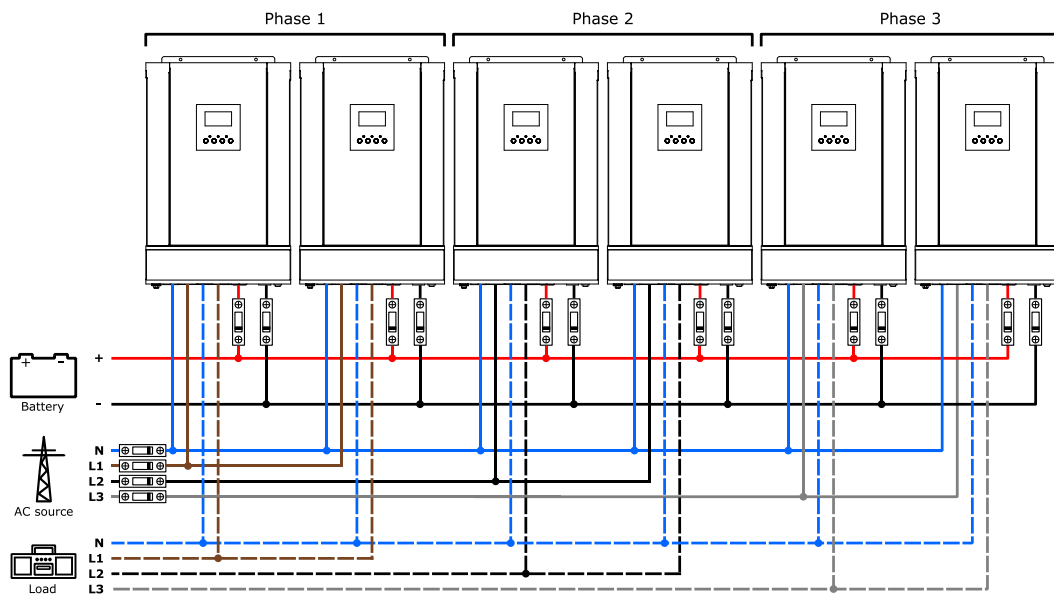 Phase 1
Phase 2
Phase 3
+ -
+
Battery
-
N
L1
L2
L3
AC source
N
L1
L2
L3
Load